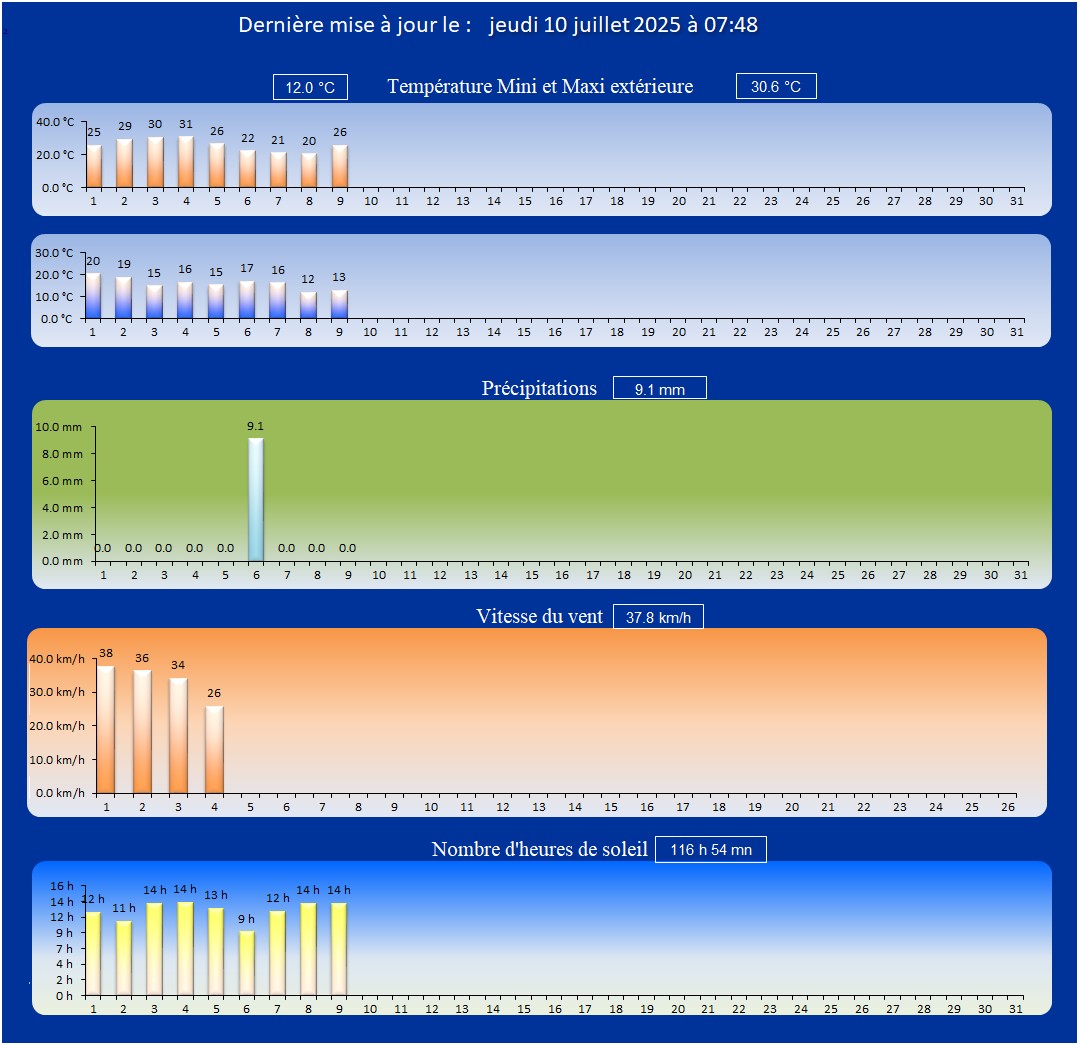 Dernière mise à jour le : jeudi 10 juillet 2025 à 07:48
12.0 °C Température Mini et Maxi extérieure 30.6 °C
40.0 °C
20.0 °C
0.0 °C
25 29 30 31 26 22 21 20 26
1 2 3 4 5 6 7 8 9 10 11 12 13 14 15 16 17 18 19 20 21 22 23 24 25 26 27 28 29 30 31
30.0 °C
20.0 °C
10.0 °C
0.0 °C
20 19 15 16 15 17 16 12 13
1 2 3 4 5 6 7 8 9 10 11 12 13 14 15 16 17 18 19 20 21 22 23 24 25 26 27 28 29 30 31
Précipitations 9.1 mm
10.0 mm
8.0 mm
6.0 mm
4.0 mm
2.0 mm
0.0 mm
0.0 0.0 0.0 0.0 0.0 9.1 0.0 0.0 0.0
1 2 3 4 5 6 7 8 9 10 11 12 13 14 15 16 17 18 19 20 21 22 23 24 25 26 27 28 29 30 31
Vitesse du vent 37.8 km/h
40.0 km/h
30.0 km/h
20.0 km/h
10.0 km/h
0.0 km/h
38 36 34 26
1 2 3 4 5 6 7 8 9 10 11 12 13 14 15 16 17 18 19 20 21 22 23 24 25 26
Nombre d'heures de soleil 116 h 54 mn
16 h
14 h
12 h
9 h
7 h
4 h
2 h
0 h
12 h 11 h 14 h 14 h 13 h 9 h 12 h 14 h 14 h
1 2 3 4 5 6 7 8 9 10 11 12 13 14 15 16 17 18 19 20 21 22 23 24 25 26 27 28 29 30 31